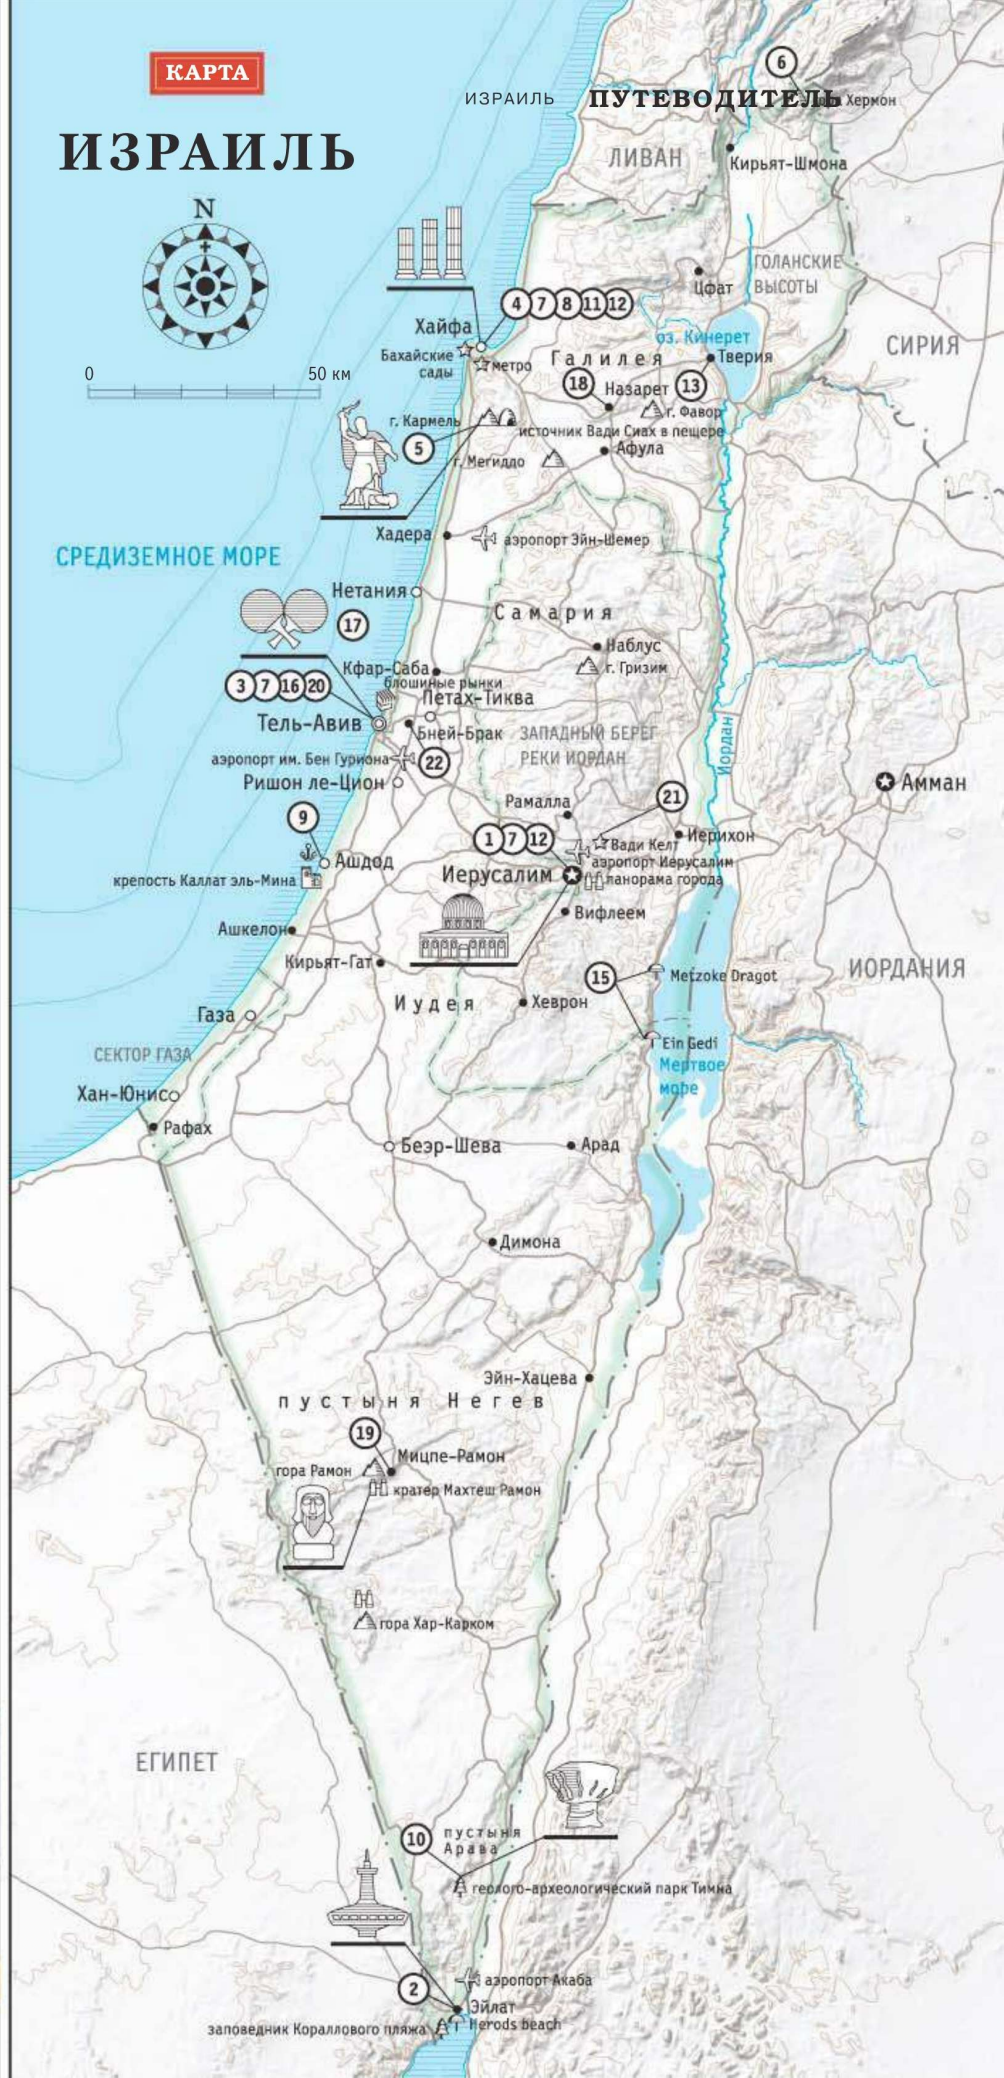 КАРТА
ИЗРАИЛЬ
ИЗРАИЛЬ ПУТЕВОДИТЕЛЬ
6
Хермон
ЛИВАН
Кирьят-Шмона
N
ГОЛАНСКИЕ
ВЫСОТЫ
Цфат
4 7 8 11 12
Хайфа
оз. Кинерет
СИРИЯ
Бахайские
сады
метро
Галилея
Тверия
0 50 км
18
Назарет
13
г. Фавор
г. Кармель
5
источник Вади Сиах в пещере
Афула
г. Мегиддо
Хадера
аэропорт Эйн-Шемер
СРЕДИЗЕМНОЕ МОРЕ
Нетания
17
Самария
Наблус
г. Гризим
Кфар-Саба
блошиные рынки
3 7 16 20
Петах-Тиква
Тель-Авив
Бней-Брак
ЗАПАДНЫЙ БЕРЕГ
РЕКИ ИОРДАН
Иордан
аэропорт им. Бен Гуриона
22
Ришон ле-Цион
Амман
Рамалла
21
9
1 7 12
Иерихон
Вади Келт
Ашдод
аэропорт Иерусалим
Иерусалим
панорама города
крепость Каллат эль-Мина
Вифлеем
Ашкелон
Кирьят-Гат
15
Metzoke Dragot
ИОРДАНИЯ
Иудея
Хеврон
Газа
Ein Gedi
СЕКТОР ГАЗА
Мертвое
море
Хан-Юнис
Рафах
Беэр-Шева
Арад
Димона
Эйн-Хацева
пустыня Негев
19
Мицпе-Рамон
гора Рамон
кратер Махтеш Рамон
гора Хар-Карком
ЕГИПЕТ
10
пустыня
Арава
геолого-археологический парк Тимна
2
аэропорт Акаба
Эйлат
Herods beach
заповедник Кораллового пляжа